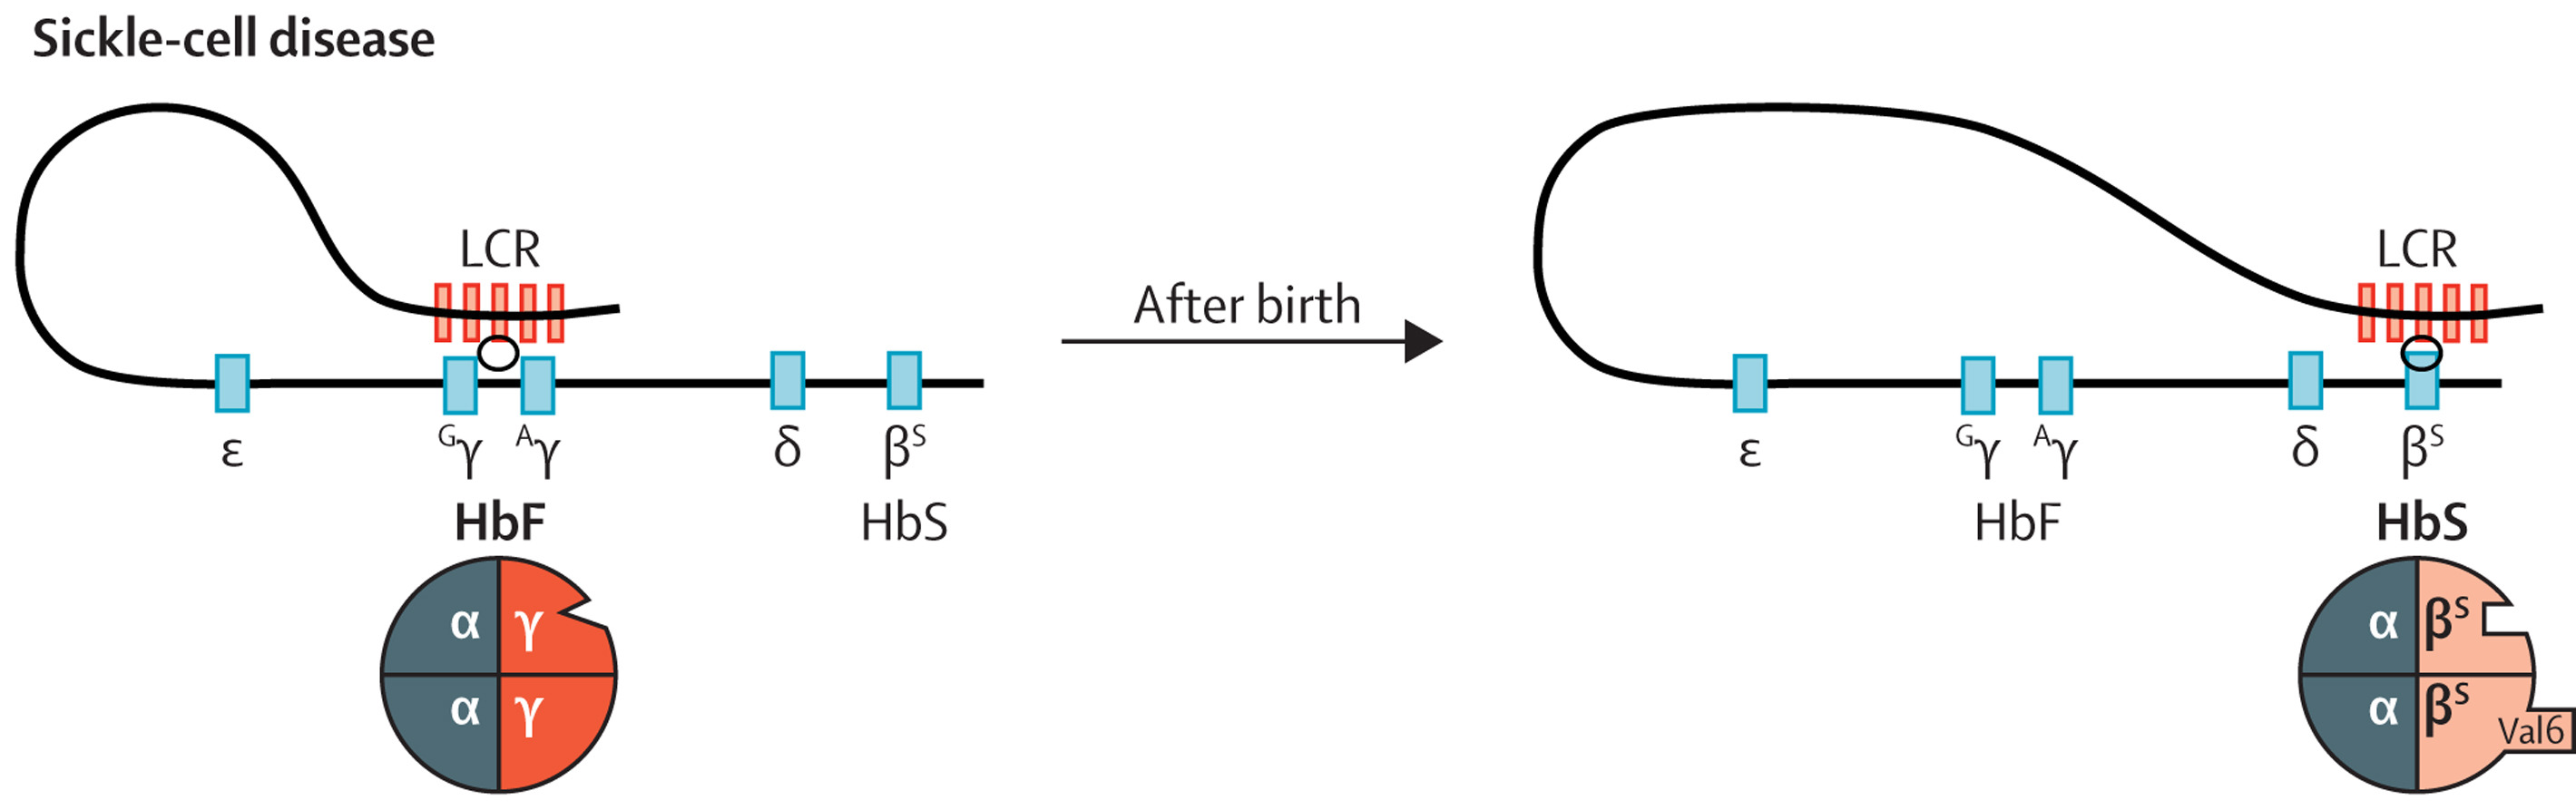 Sickle-cell disease
LCR
ε
ᴳγ
ᴬγ
δ
βˢ
HbF
HbS
α
γ
α
γ
After birth
LCR
ε
ᴳγ
ᴬγ
δ
βˢ
HbF
HbS
α
βˢ
α
βˢ
Val6